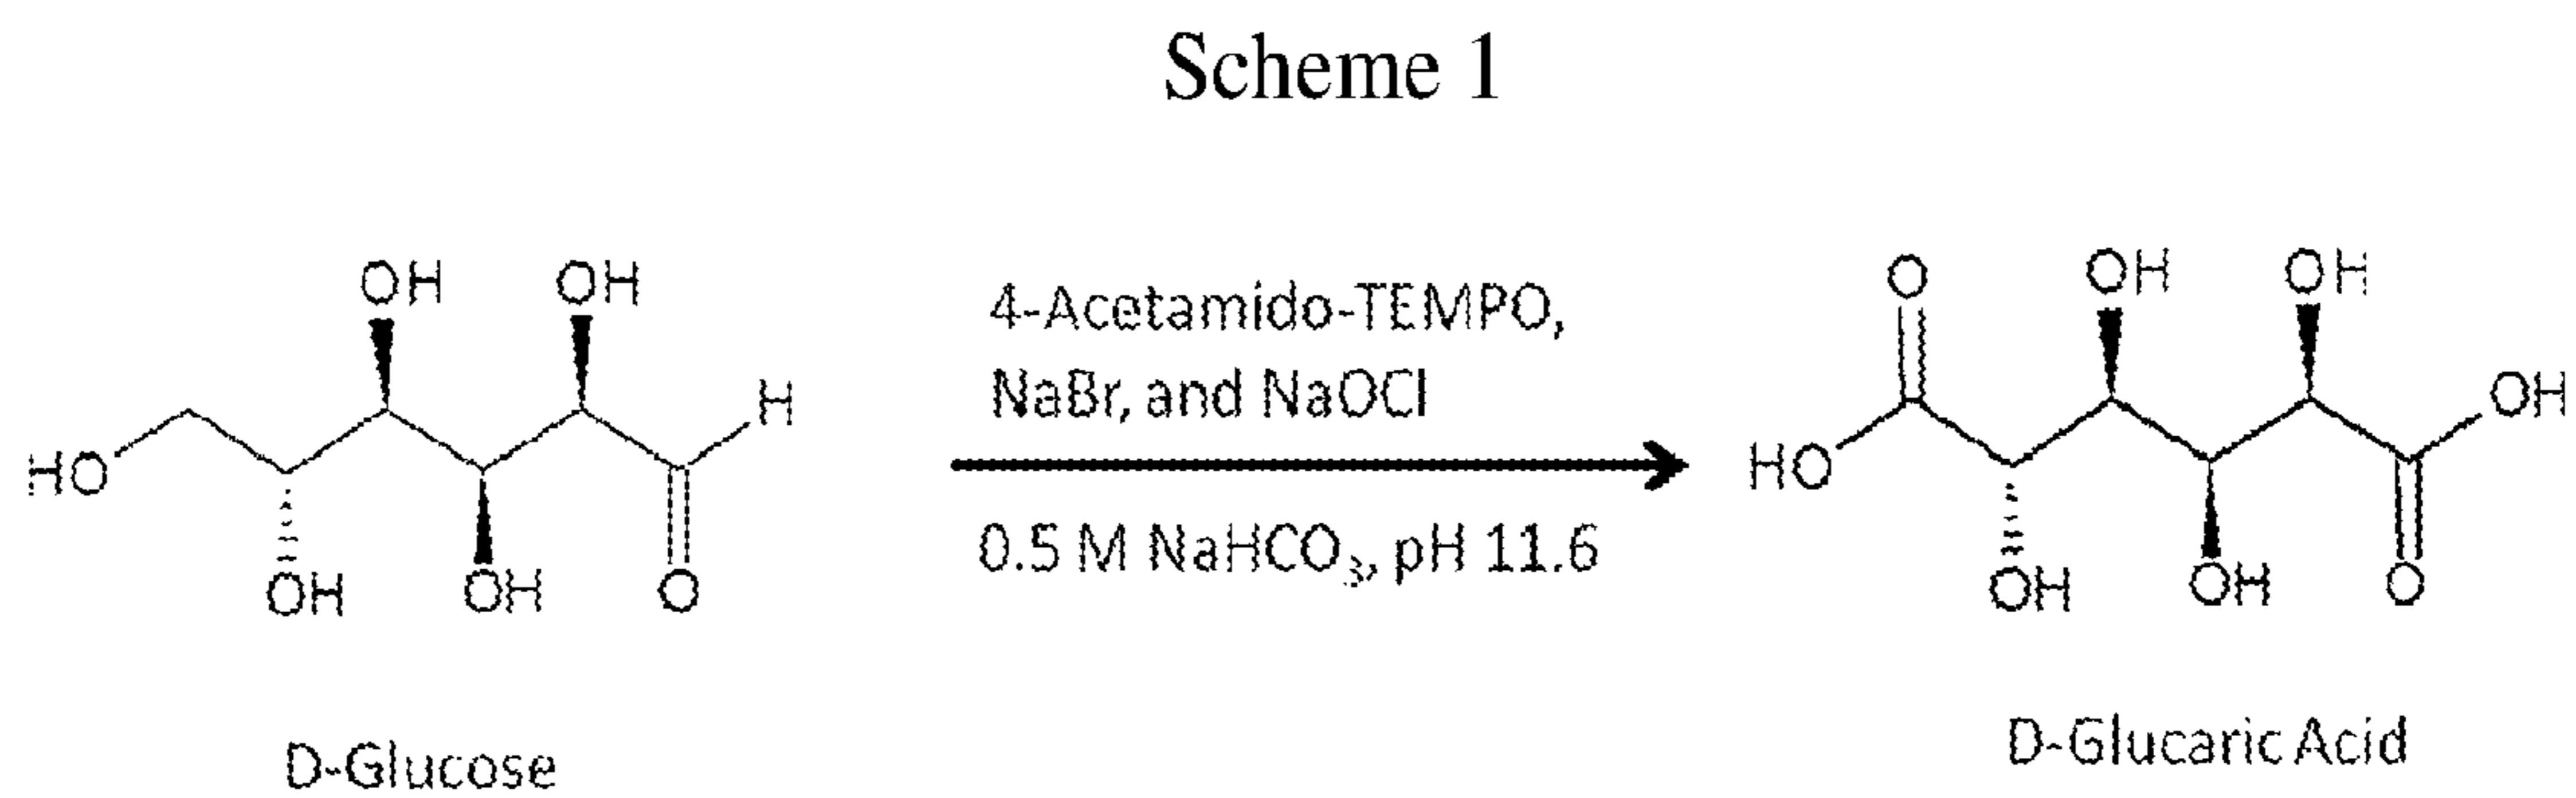 Scheme 1
OH OH
H
HO
OH OH O
D-Glucose
4-Acetamido-TEMPO,
NaBr, and NaOCl
0.5 M NaHCO₃, pH 11.6
O OH OH
OH
HO
OH OH O
D-Glucaric Acid